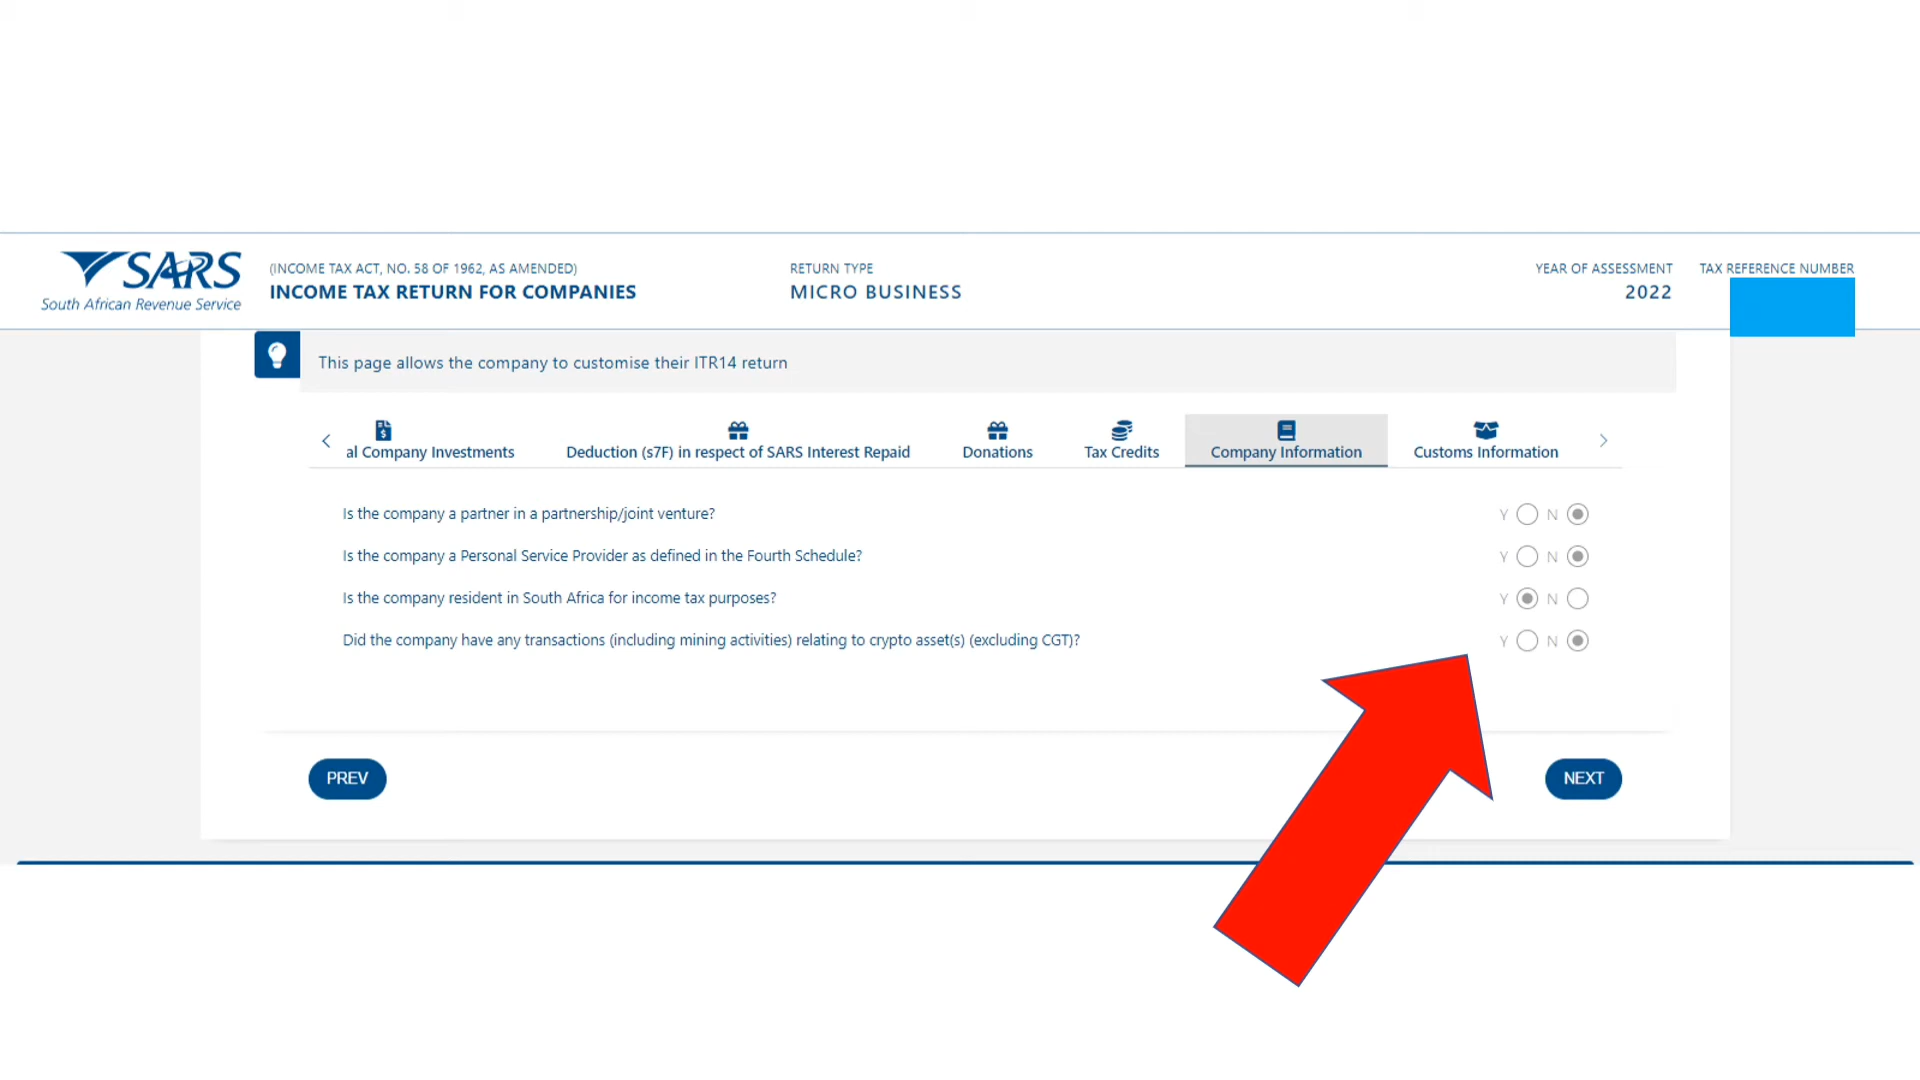 SARS
South African Revenue Service
(INCOME TAX ACT, NO. 58 OF 1962, AS AMENDED)
INCOME TAX RETURN FOR COMPANIES
RETURN TYPE
MICRO BUSINESS
YEAR OF ASSESSMENT
2022
TAX REFERENCE NUMBER
This page allows the company to customise their ITR14 return
al Company Investments
Deduction (s7F) in respect of SARS Interest Repaid
Donations
Tax Credits
Company Information
Customs Information
Is the company a partner in a partnership/joint venture? Y N
Is the company a Personal Service Provider as defined in the Fourth Schedule? Y N
Is the company resident in South Africa for income tax purposes? Y N
Did the company have any transactions (including mining activities) relating to crypto asset(s) (excluding CGT)? Y N
PREV
NEXT